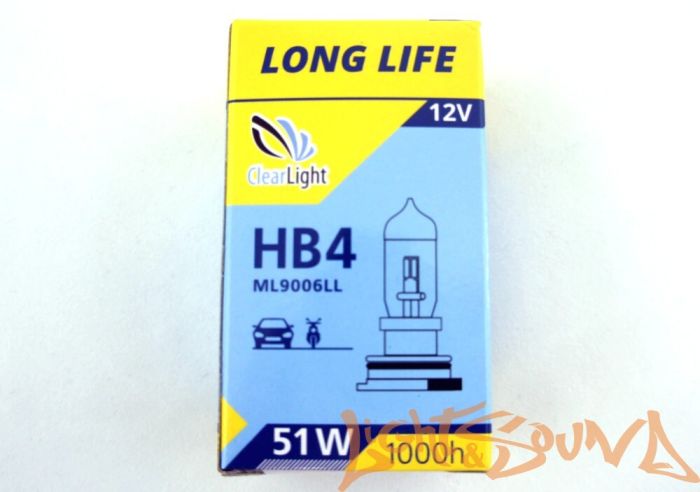 LONG LIFE
12V
ClearLight
HB4
ML9006LL
51W
1000h
Light & Sound